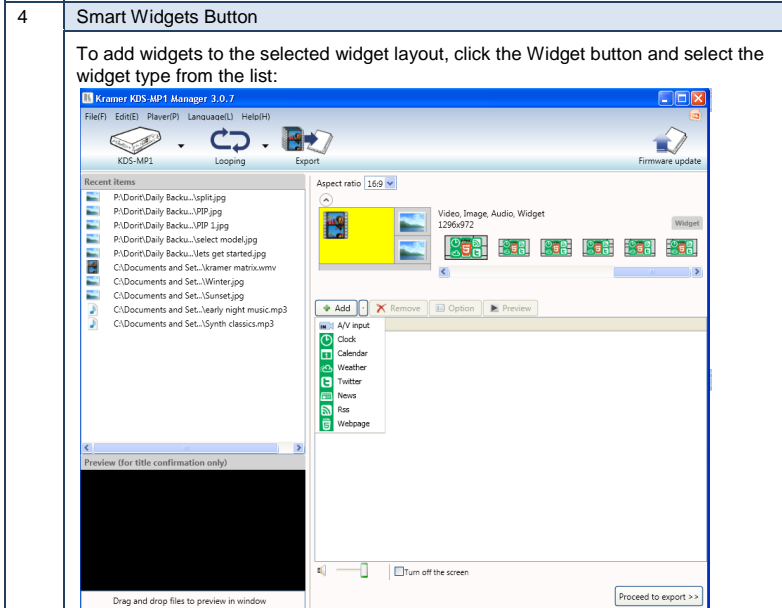 4 Smart Widgets Button
To add widgets to the selected widget layout, click the Widget button and select the
widget type from the list:
Kramer KDS-MP1 Manager 3.0.7
File(F) Edit(E) Player(P) Language(L) Help(H)
KDS-MP1 Looping Export Firmware update
Recent items
P:\Dorit\Daily Backu...\split.jpg
P:\Dorit\Daily Backu...\PIP.jpg
P:\Dorit\Daily Backu...\PIP 1.jpg
P:\Dorit\Daily Backu...\select model.jpg
P:\Dorit\Daily Backu...\lets get started.jpg
C:\Documents and Set...\kramer matrix.wmv
C:\Documents and Set...\Winter.jpg
C:\Documents and Set...\Sunset.jpg
C:\Documents and Set...\early night music.mp3
C:\Documents and Set...\Synth classics.mp3
Aspect ratio 16:9
Video, Image, Audio, Widget
1296x972
Widget
Add Remove Option Preview
A/V input
Clock
Calendar
Weather
Twitter
News
Rss
Webpage
Preview (for title confirmation only)
Drag and drop files to preview in window
Turn off the screen
Proceed to export >>